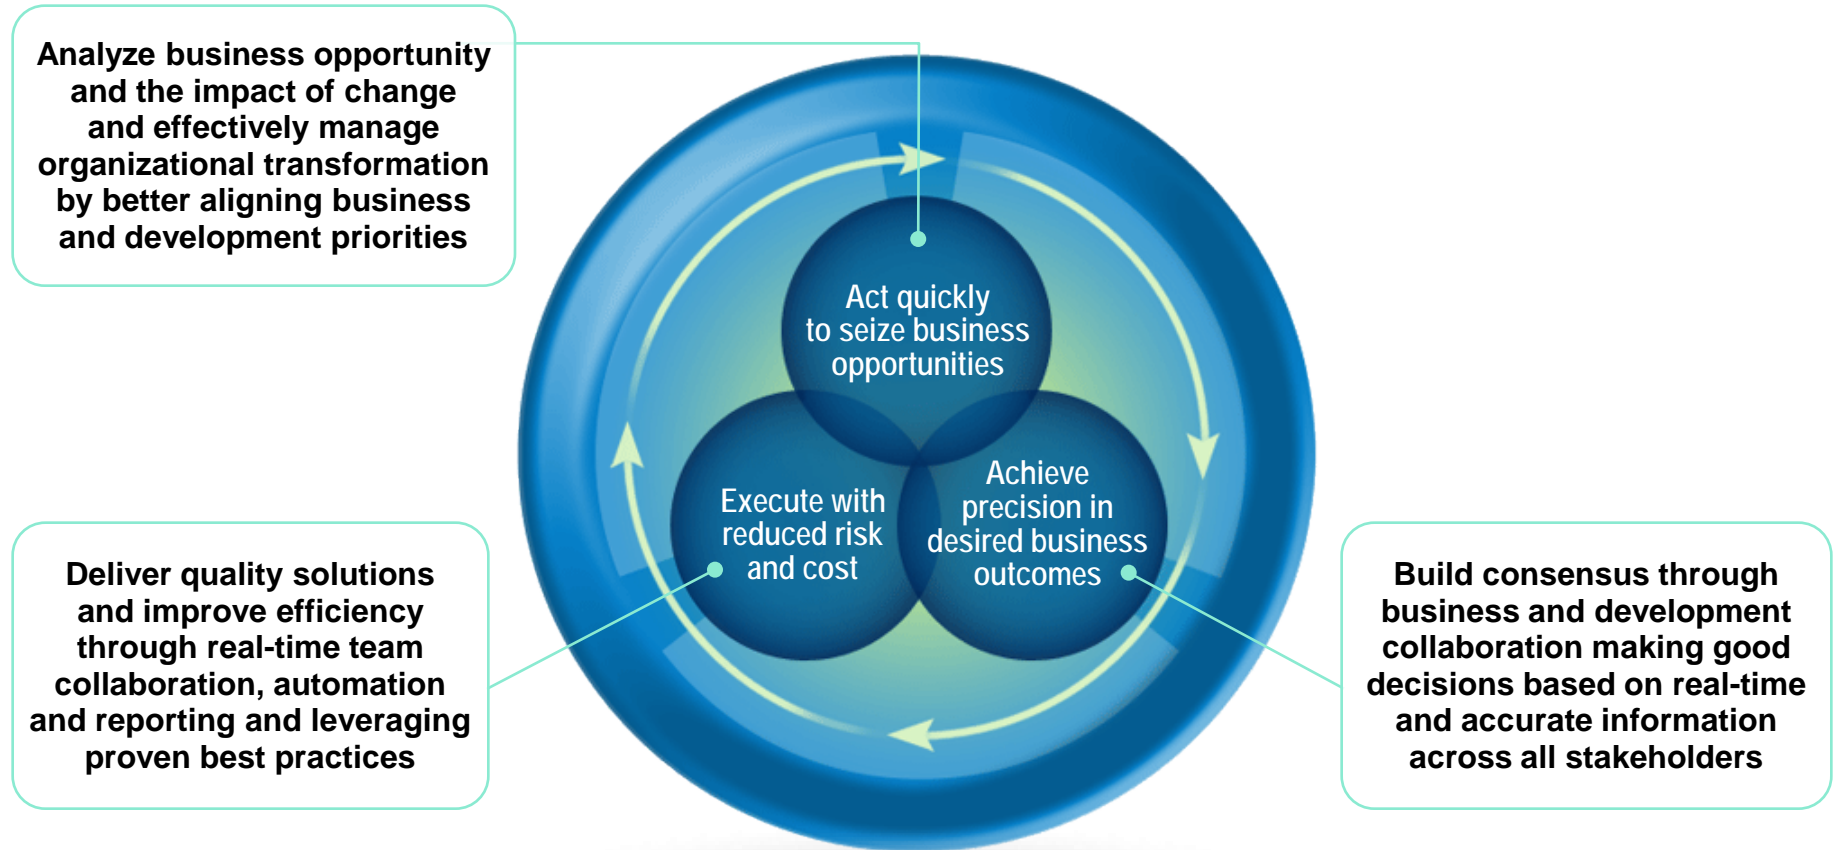 Analyze business opportunity
and the impact of change
and effectively manage
organizational transformation
by better aligning business
and development priorities
Act quickly
to seize business
opportunities
Execute with
reduced risk
and cost
Achieve
precision in
desired business
outcomes
Deliver quality solutions
and improve efficiency
through real-time team
collaboration, automation
and reporting and leveraging
proven best practices
Build consensus through
business and development
collaboration making good
decisions based on real-time
and accurate information
across all stakeholders